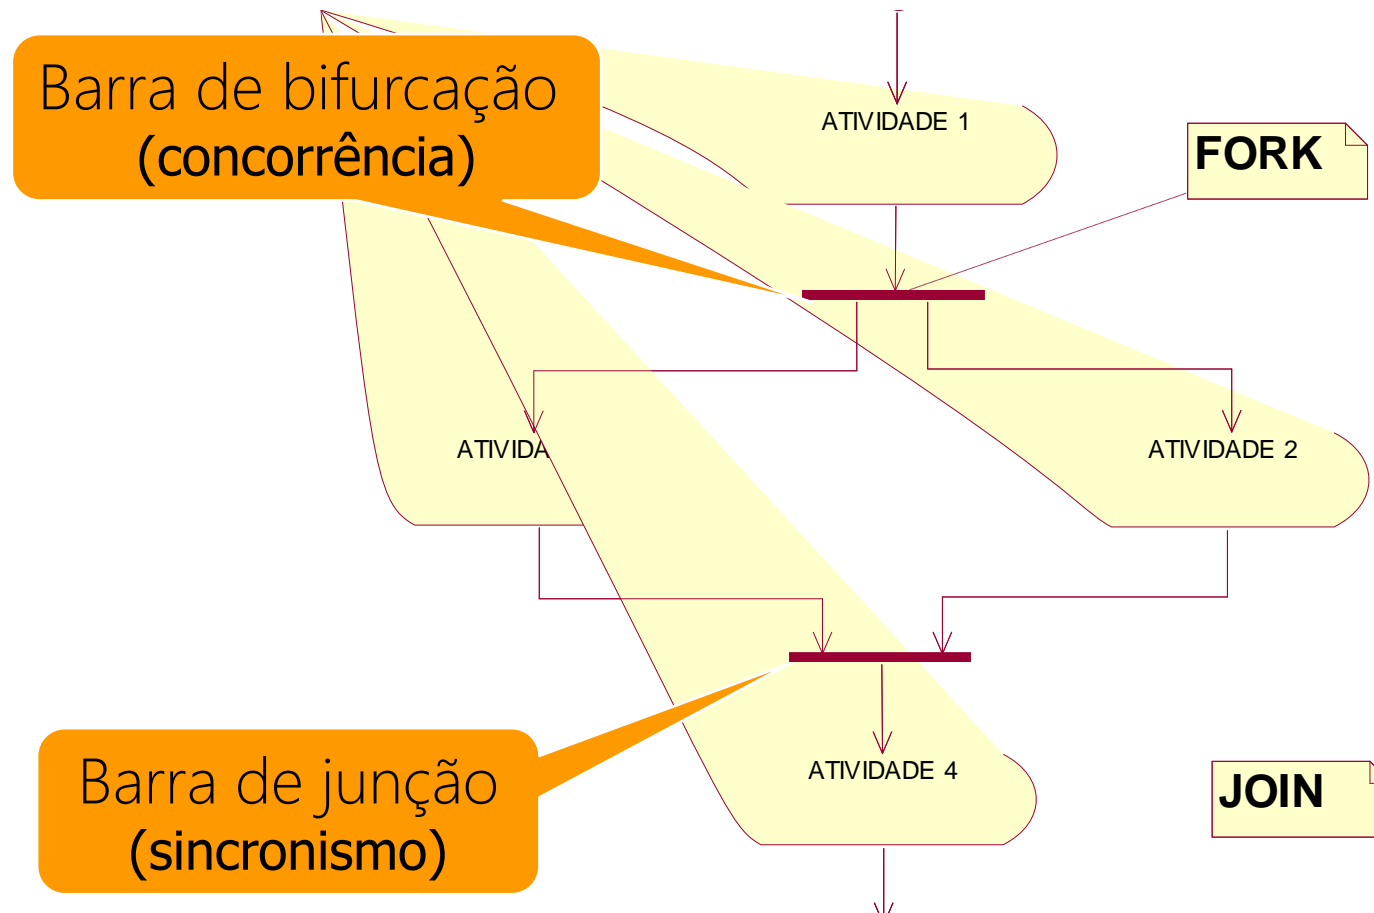 Barra de bifurcação
(concorrência)
ATIVIDADE 1
FORK
ATIVIDA
ATIVIDADE 2
Barra de junção
(sincronismo)
ATIVIDADE 4
JOIN